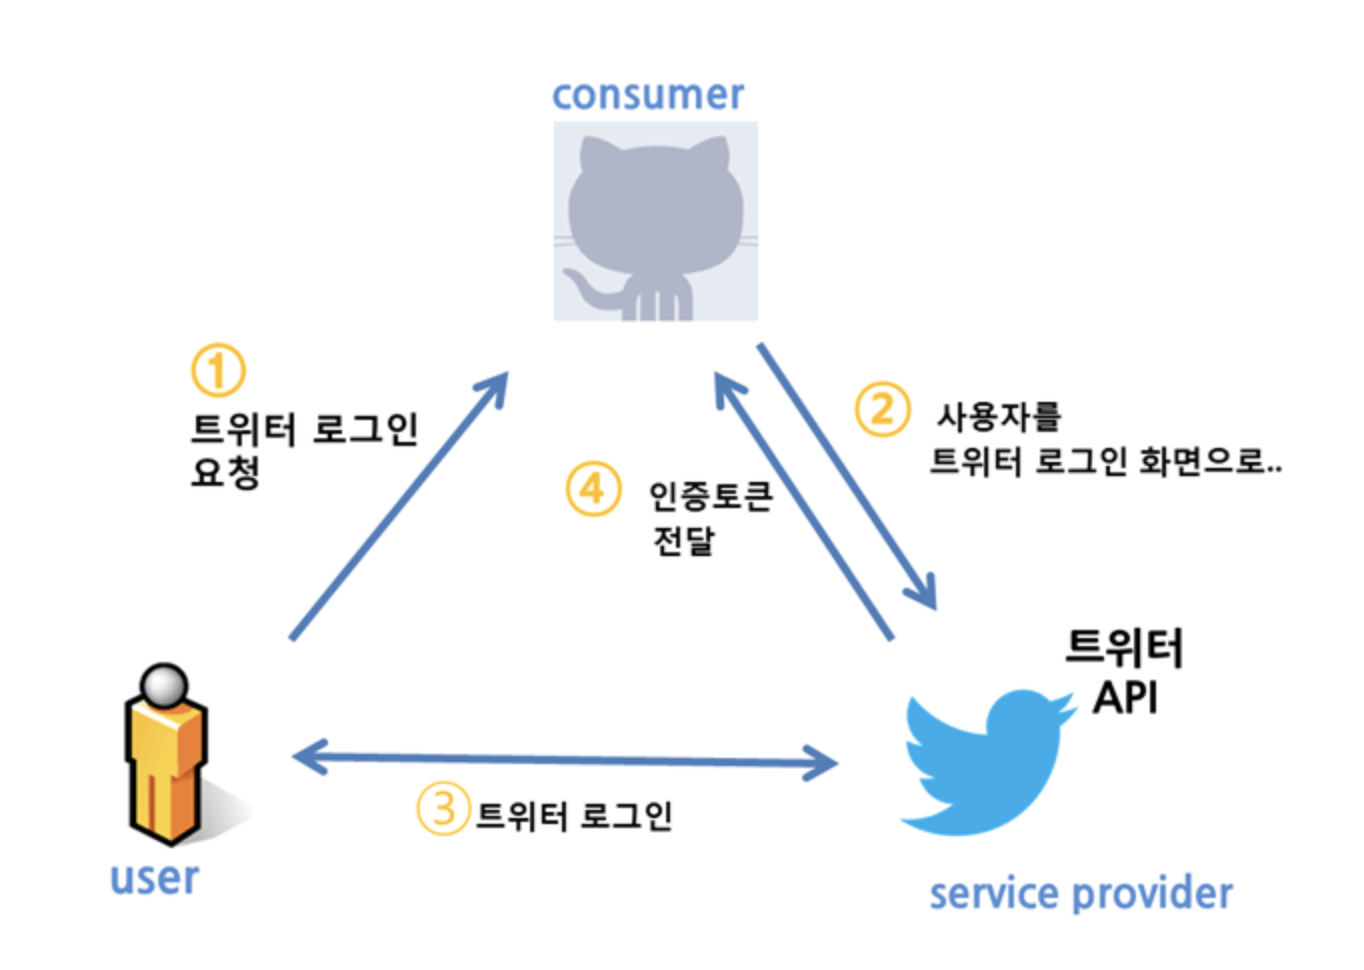 consumer
①
트위터 로그인
요청
② 사용자를
트위터 로그인 화면으로..
④ 인증토큰
전달
트위터
API
③ 트위터 로그인
user
service provider